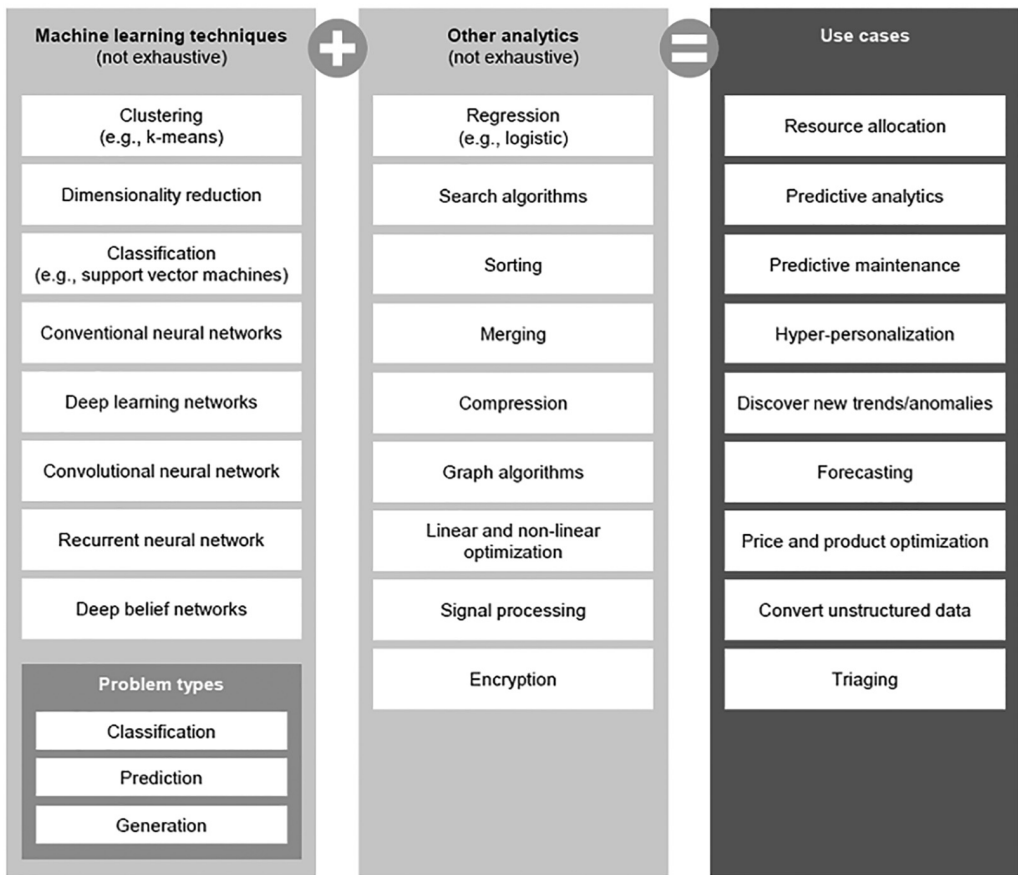 Machine learning techniques
(not exhaustive)
Clustering
(e.g., k-means)
Dimensionality reduction
Classification
(e.g., support vector machines)
Conventional neural networks
Deep learning networks
Convolutional neural network
Recurrent neural network
Deep belief networks
Problem types
Classification
Prediction
Generation
+
Other analytics
(not exhaustive)
Regression
(e.g., logistic)
Search algorithms
Sorting
Merging
Compression
Graph algorithms
Linear and non-linear
optimization
Signal processing
Encryption
=
Use cases
Resource allocation
Predictive analytics
Predictive maintenance
Hyper-personalization
Discover new trends/anomalies
Forecasting
Price and product optimization
Convert unstructured data
Triaging